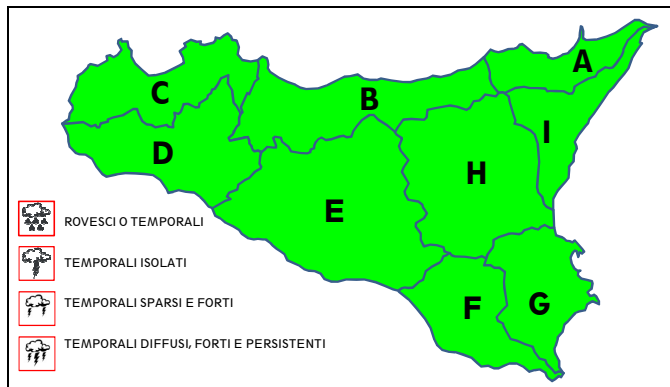 A
C
B
I
D
H
E
F
G
ROVESCI O TEMPORALI
TEMPORALI ISOLATI
TEMPORALI SPARSI E FORTI
TEMPORALI DIFFUSI, FORTI E PERSISTENTI